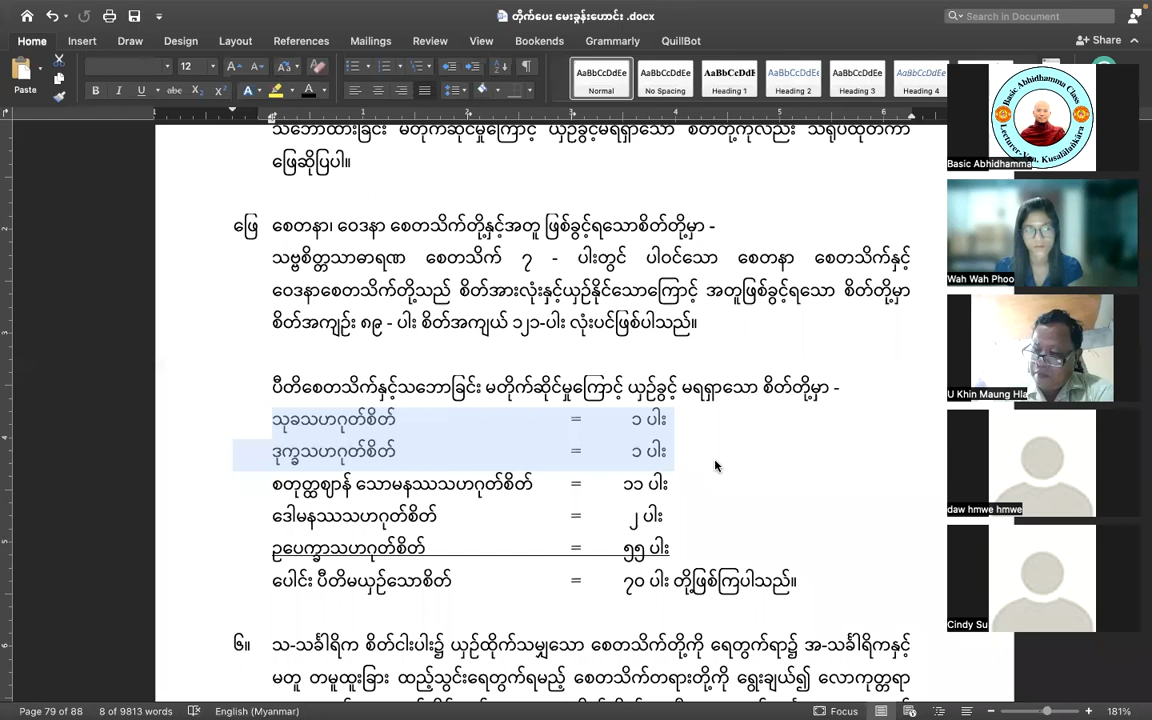 တိုက်ပေး မေးခွန်းဟောင်း .docx
Search in Document
Home Insert Draw Design Layout References Mailings Review View Bookends Grammarly QuillBot
Share
Paste
12
AaBbCcDdEe AaBbCcDdEe AaBbCcDdE AaBbCcDdEe AaBbCcDdEe AaBbCcDdEe
Normal No Spacing Heading 1 Heading 2 Heading 3 Heading 4
သဘောထားခြင်း မတိုက်ဆိုင်မှုကြောင့် ယှဉ်ခွင့်မရရှာသော စိတ်တို့ကိုလည်း သရုပ်ထုတ်ကာ
ဖြေဆိုပြပါ။
ဖြေ စေတနာ၊ ဝေဒနာ စေတသိက်တို့နှင့်အတူ ဖြစ်ခွင့်ရသောစိတ်တို့မှာ -
သဗ္ဗစိတ္တသာဓာရဏ စေတသိက် ၇ - ပါးတွင် ပါဝင်သော စေတနာ စေတသိက်နှင့်
ဝေဒနာစေတသိက်တို့သည် စိတ်အားလုံးနှင့်ယှဉ်နိုင်သောကြောင့် အတူဖြစ်ခွင့်ရသော စိတ်တို့မှာ
စိတ်အကျဉ်း ၈၉ - ပါး စိတ်အကျယ် ၁၂၁-ပါး လုံးပင်ဖြစ်ပါသည်။
ပီတိစေတသိက်နှင့်သဘောခြင်း မတိုက်ဆိုင်မှုကြောင့် ယှဉ်ခွင့် မရရှာသော စိတ်တို့မှာ -
သုခသဟဂုတ်စိတ် = ၁ ပါး
ဒုက္ခသဟဂုတ်စိတ် = ၁ ပါး
စတုတ္ထဈာန် သောမနဿသဟဂုတ်စိတ် = ၁၁ ပါး
ဒေါမနဿသဟဂုတ်စိတ် = ၂ ပါး
ဥပေက္ခာသဟဂုတ်စိတ် = ၅၅ ပါး
ပေါင်း ပီတိမယှဉ်သောစိတ် = ၇၀ ပါး တို့ဖြစ်ကြပါသည်။
၆။ သ-သင်္ခါရိက စိတ်ငါးပါး၌ ယှဉ်ထိုက်သမျှသော စေတသိက်တို့ကို ရေတွက်ရာ၌ အ-သင်္ခါရိကနှင့်
မတူ တမူထူးခြား ထည့်သွင်းရေတွက်ရမည့် စေတသိက်တရားတို့ကို ရွေးချယ်၍ လောကုတ္တရာ
Basic Abhidhamma Class
Lecturer-Ven. Kusalālaṅkāra
Basic Abhidhamma
Wah Wah Phoo
U Khin Maung Hla
daw hmwe hmwe
Cindy Su
Page 79 of 88 8 of 9813 words English (Myanmar) Focus 181%